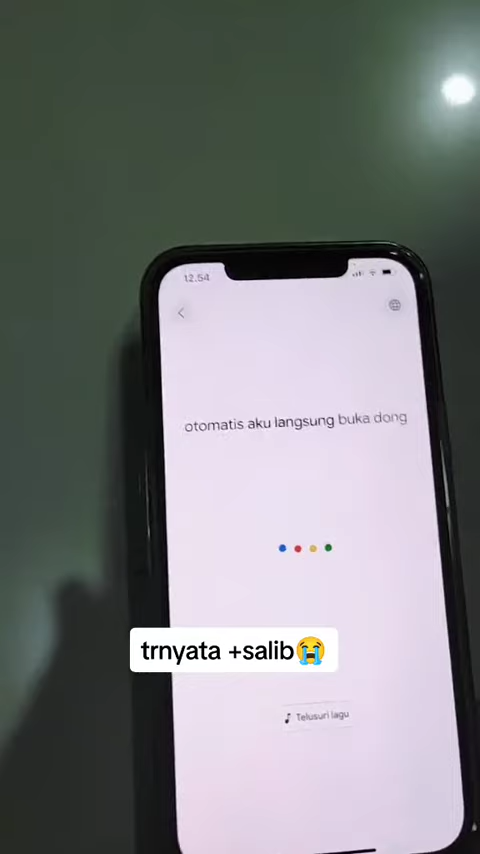 12.54
otomatis aku langsung buka dong
trnyata +salib😭
Telusuri lagu